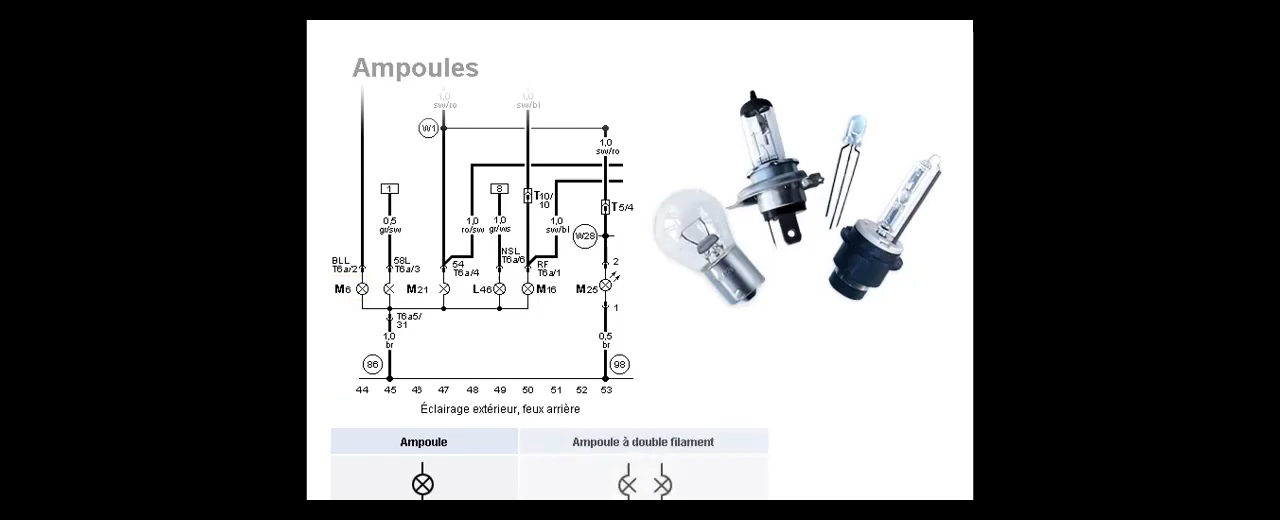 Ampoules
1,0
sw/ro
1,0
sw/bl
W1
1,0
sw/ro
1
8
T10/
10
T5/4
0,5
gr/sw
1,0
ro/sw
1,0
gr/ws
1,0
sw/bl
W28
BLL
T6a/2
58L
T6a/3
54
T6a/4
NSL
T6a/6
RF
T6a/1
2
M6
M21
L46
M16
M25
T6a5/
31
1
1,0
br
0,5
br
86
98
44 45 46 47 48 49 50 51 52 53
Éclairage extérieur, feux arrière
Ampoule
Ampoule à double filament